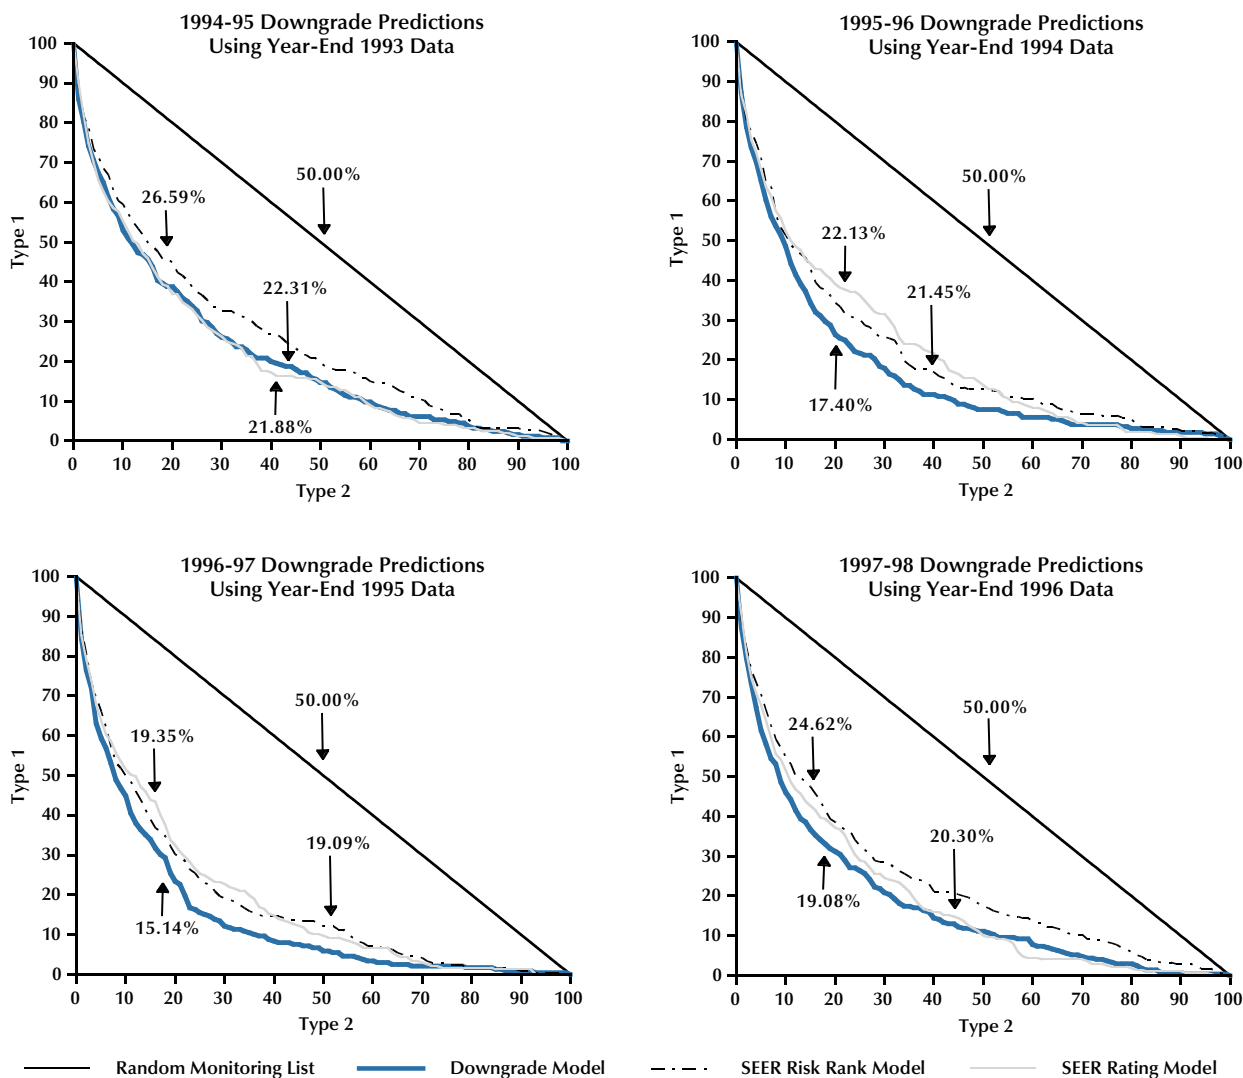 1994-95 Downgrade Predictions
Using Year-End 1993 Data
100
90
80
70
60
50
40
30
20
10
0
Type 1
26.59%
50.00%
22.31%
21.88%
0 10 20 30 40 50 60 70 80 90 100
Type 2
1995-96 Downgrade Predictions
Using Year-End 1994 Data
100
90
80
70
60
50
40
30
20
10
0
Type 1
50.00%
22.13%
21.45%
17.40%
0 10 20 30 40 50 60 70 80 90 100
Type 2
1996-97 Downgrade Predictions
Using Year-End 1995 Data
100
90
80
70
60
50
40
30
20
10
0
Type 1
50.00%
19.35%
19.09%
15.14%
0 10 20 30 40 50 60 70 80 90 100
Type 2
1997-98 Downgrade Predictions
Using Year-End 1996 Data
100
90
80
70
60
50
40
30
20
10
0
Type 1
50.00%
24.62%
20.30%
19.08%
0 10 20 30 40 50 60 70 80 90 100
Type 2
Random Monitoring List Downgrade Model SEER Risk Rank Model SEER Rating Model